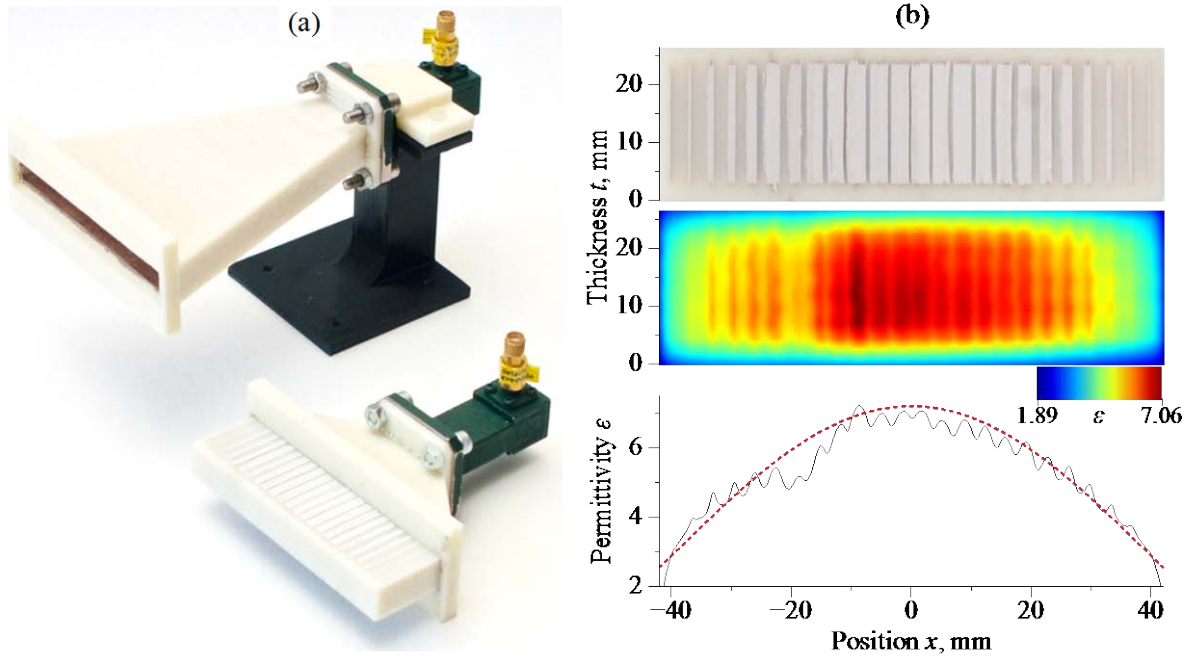 (a)
(b)
Thickness t, mm
20
10
0
20
10
0
1.89 ε 7.06
Permittivity ε
6
4
2
−40 −20 0 20 40
Position x, mm